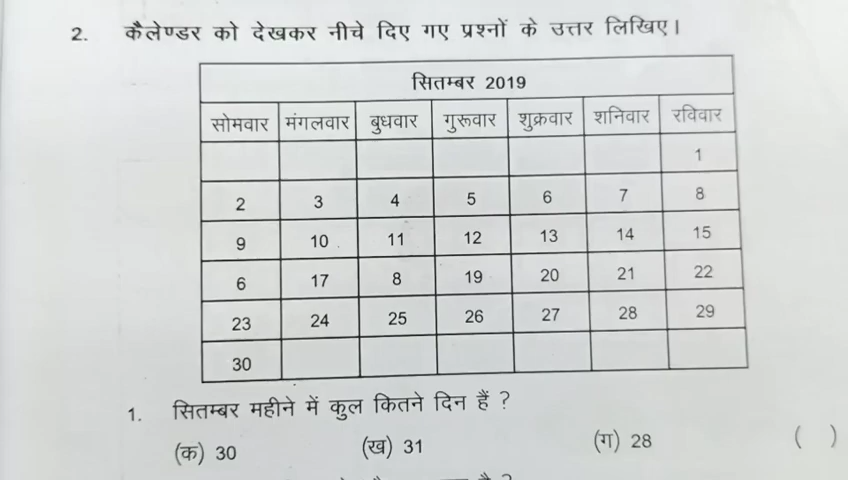 2. कैलेण्डर को देखकर नीचे दिए गए प्रश्नों के उत्तर लिखिए।
सितम्बर 2019
सोमवार मंगलवार बुधवार गुरूवार शुक्रवार शनिवार रविवार
1
2 3 4 5 6 7 8
9 10 11 12 13 14 15
6 17 8 19 20 21 22
23 24 25 26 27 28 29
30
1. सितम्बर महीने में कुल कितने दिन हैं ?
(क) 30 (ख) 31 (ग) 28 ( )